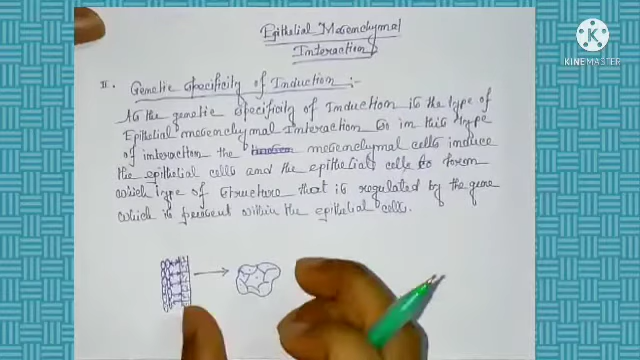 Epithelial Mesenchymal
Interaction
II. Genetic Specificity of Induction :-
As the genetic specificity of Induction is the type of
Epithelial mesenchymal Interaction so in this type
of interaction the mesenchymal cells induce
the epithelial cells and the epithelial cells to form
which type of structure that is regulated by the gene
which is persent within the epithelial cell.
KINEMASTER